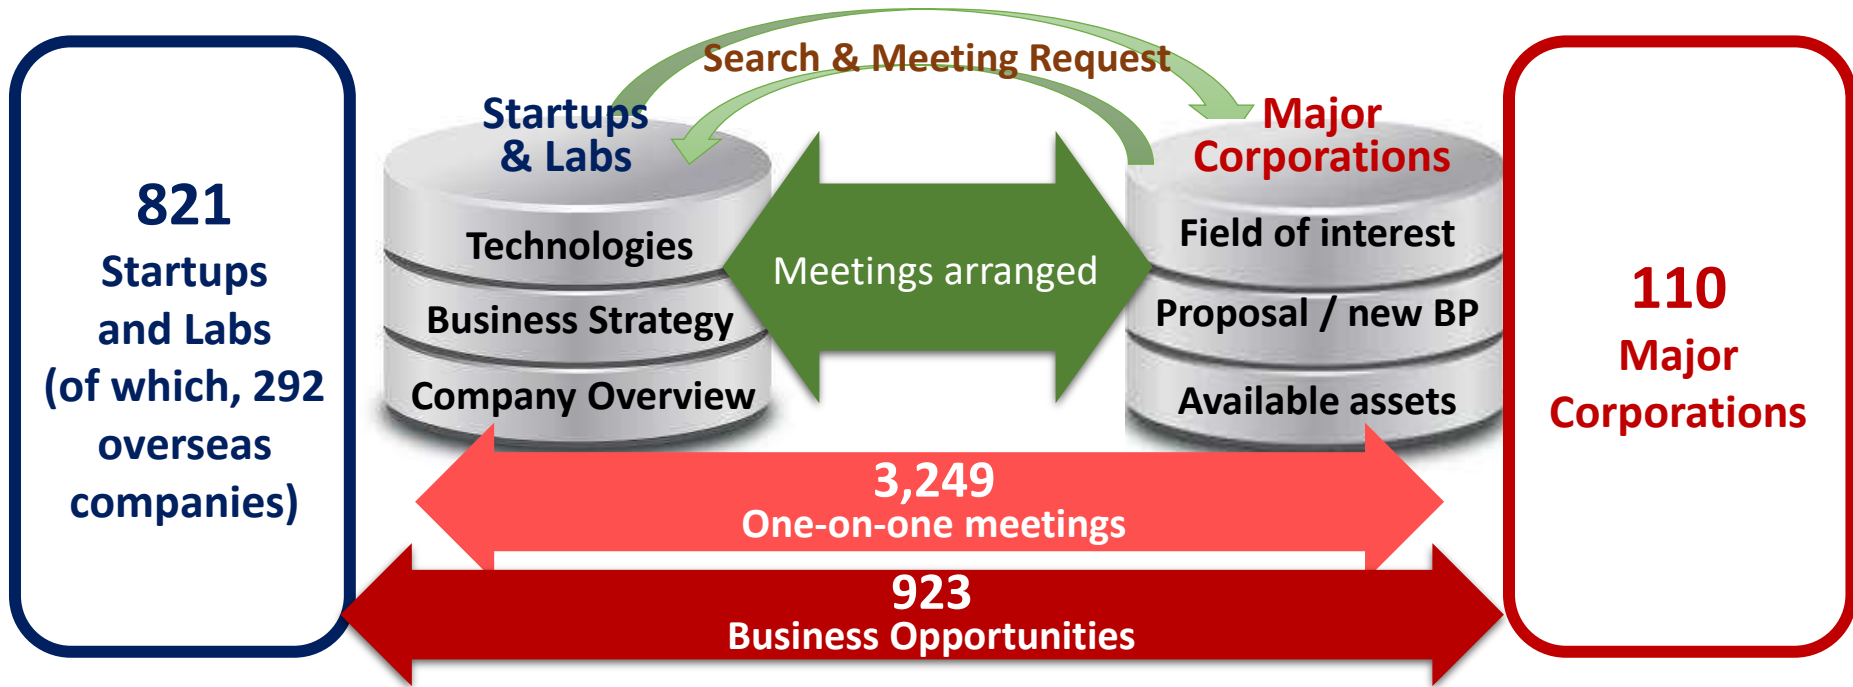 Search & Meeting Request
821
Startups
and Labs
(of which, 292
overseas
companies)
Startups
& Labs
Technologies
Business Strategy
Company Overview
Meetings arranged
Major
Corporations
Field of interest
Proposal / new BP
Available assets
110
Major
Corporations
3,249
One-on-one meetings
923
Business Opportunities